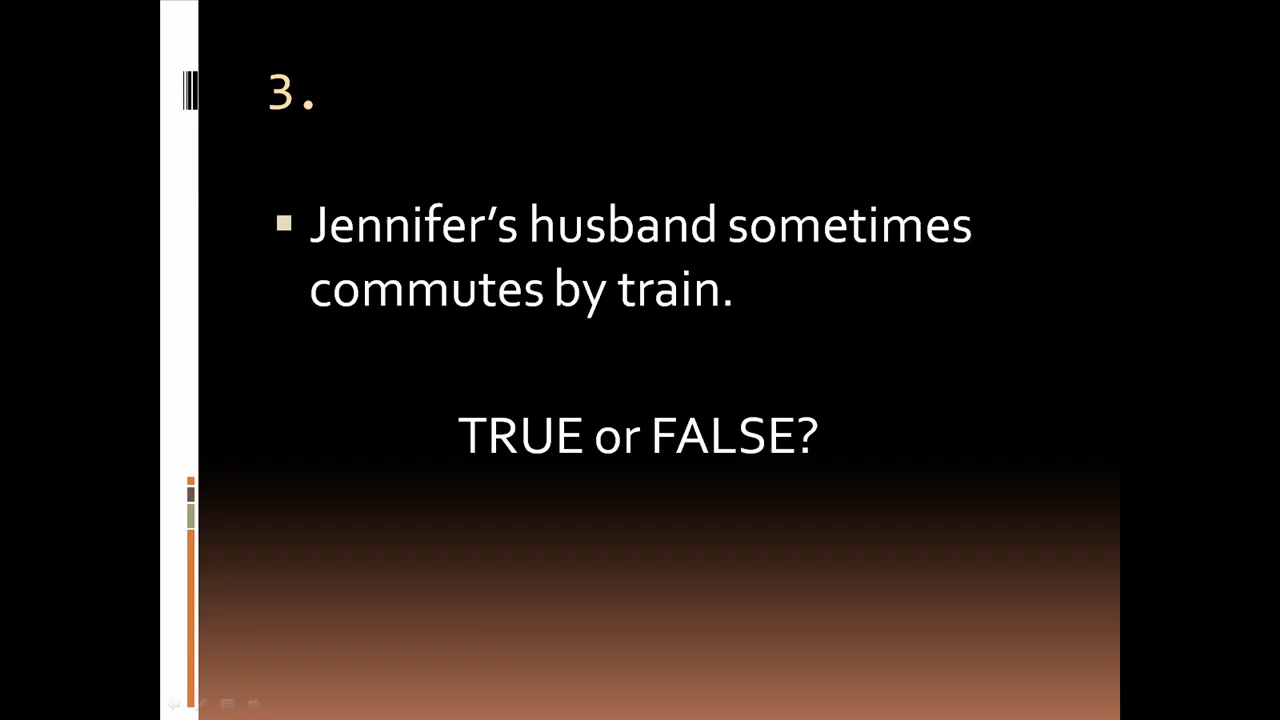 3.
▪ Jennifer’s husband sometimes
commutes by train.
TRUE or FALSE?